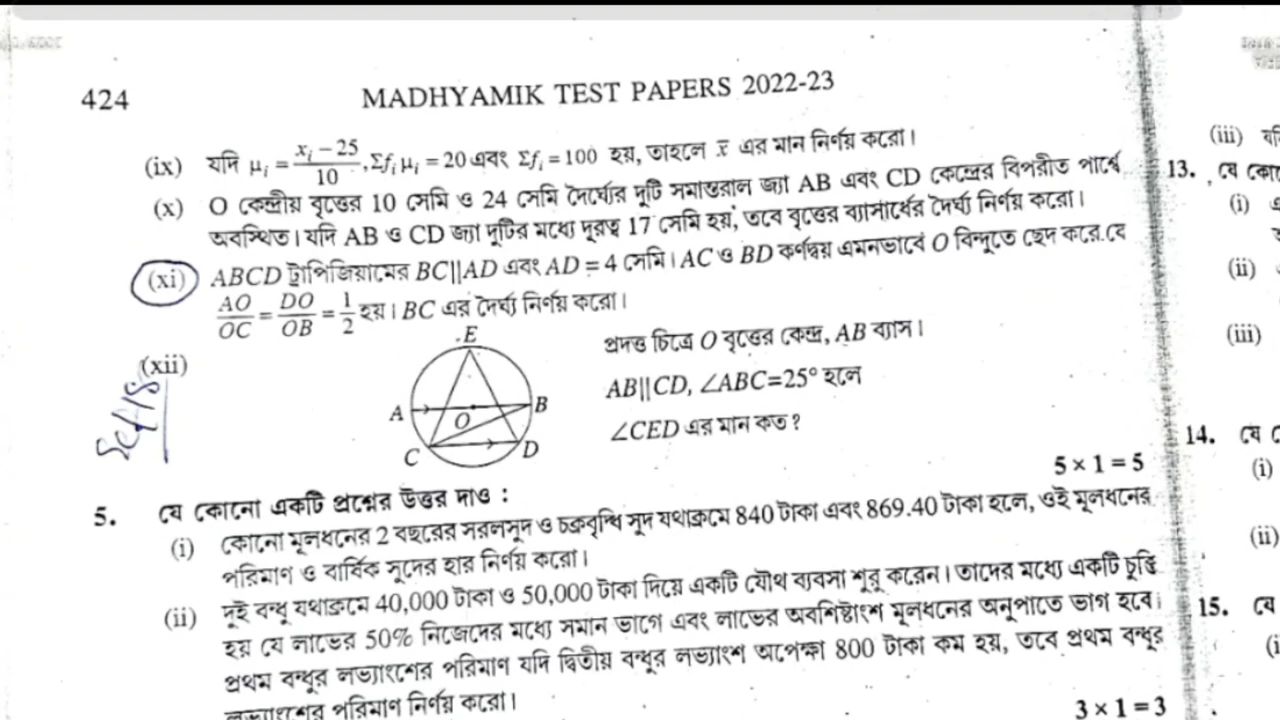 424
MADHYAMIK TEST PAPERS 2022-23
(ix) যদি μᵢ = (xᵢ − 25)/10, Σfᵢ μᵢ = 20 এবং Σfᵢ = 100 হয়, তাহলে x̄ এর মান নির্ণয় করো।
(x) O কেন্দ্রীয় বৃত্তের 10 সেমি ও 24 সেমি দৈর্ঘ্যের দুটি সমান্তরাল জ্যা AB এবং CD কেন্দ্রের বিপরীত পার্শ্বে
অবস্থিত। যদি AB ও CD জ্যা দুটির মধ্যে দূরত্ব 17 সেমি হয়, তবে বৃত্তের ব্যাসার্ধের দৈর্ঘ্য নির্ণয় করো।
(xi) ABCD ট্রাপিজিয়ামের BC||AD এবং AD = 4 সেমি। AC ও BD কর্ণদ্বয় এমনভাবে O বিন্দুতে ছেদ করে যে
AO/OC = DO/OB = 1/2 হয়। BC এর দৈর্ঘ্য নির্ণয় করো।
(xii)
E
A
B
O
C
D
প্রদত্ত চিত্রে O বৃত্তের কেন্দ্র, AB ব্যাস।
AB||CD, ∠ABC=25° হলে
∠CED এর মান কত?
5. যে কোনো একটি প্রশ্নের উত্তর দাও :
5 × 1 = 5
(i) কোনো মূলধনের 2 বছরের সরলসুদ ও চক্রবৃদ্ধি সুদ যথাক্রমে 840 টাকা এবং 869.40 টাকা হলে, ওই মূলধনের
পরিমাণ ও বার্ষিক সুদের হার নির্ণয় করো।
(ii) দুই বন্ধু যথাক্রমে 40,000 টাকা ও 50,000 টাকা দিয়ে একটি যৌথ ব্যবসা শুরু করেন। তাদের মধ্যে একটি চুক্তি
হয় যে লাভের 50% নিজেদের মধ্যে সমান ভাগে এবং লাভের অবশিষ্টাংশ মূলধনের অনুপাতে ভাগ হবে।
প্রথম বন্ধুর লভ্যাংশের পরিমাণ যদি দ্বিতীয় বন্ধুর লভ্যাংশ অপেক্ষা 800 টাকা কম হয়, তবে প্রথম বন্ধুর
লভ্যাংশের পরিমাণ নির্ণয় করো।
3 × 1 = 3
(iii)
13.
(i)
(ii)
(iii)
14.
(i)
(ii)
15.